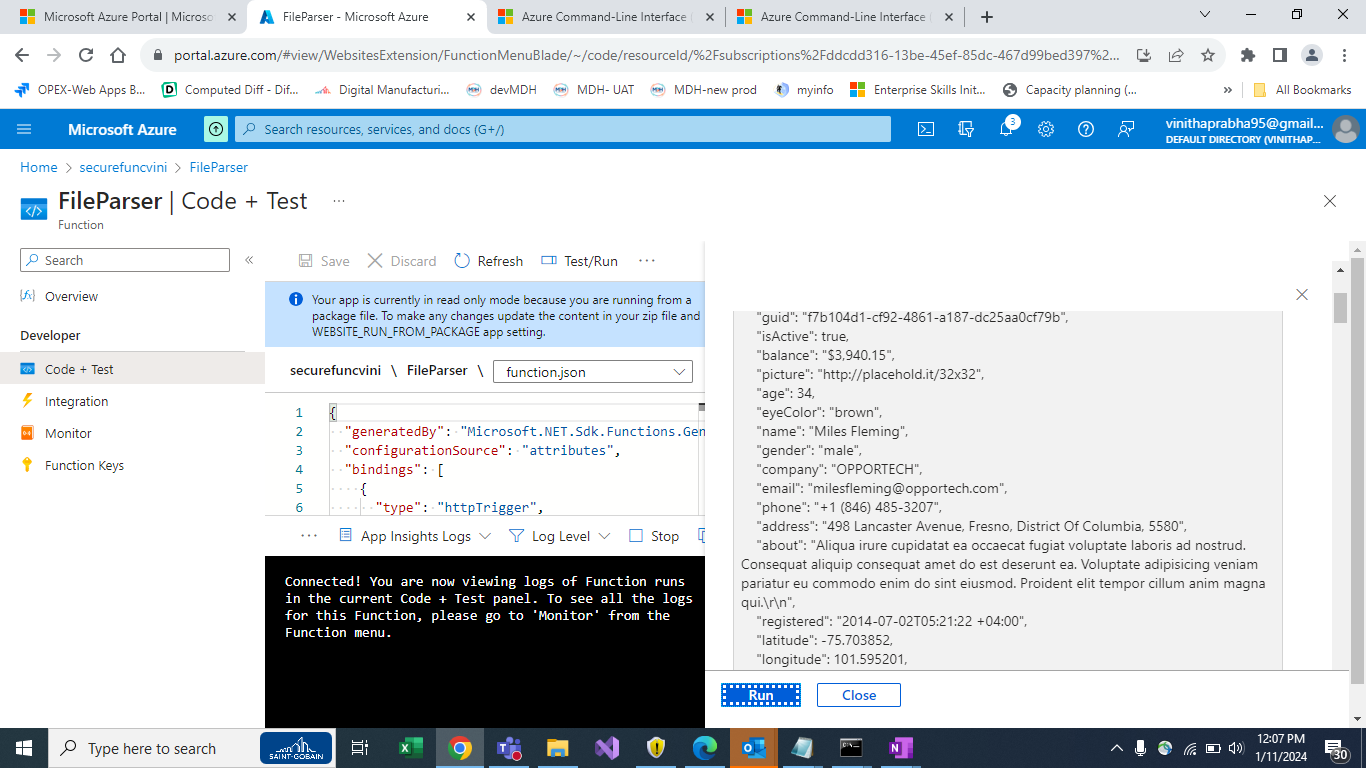 Microsoft Azure Portal | Microso
FileParser - Microsoft Azure
Azure Command-Line Interface
Azure Command-Line Interface
portal.azure.com/#view/WebsitesExtension/FunctionMenuBlade/~/code/resourceId/%2Fsubscriptions%2Fddcdd316-13be-45ef-85dc-467d99bed397%2...
OPEX-Web Apps B...
Computed Diff - Dif...
Digital Manufacturi...
devMDH
MDH- UAT
MDH-new prod
myinfo
Enterprise Skills Init...
Capacity planning (...
»
All Bookmarks
Microsoft Azure
Search resources, services, and docs (G+/)
3
vinithaprabha95@gmail....
DEFAULT DIRECTORY (VINITHAP...
Home > securefuncvini > FileParser
FileParser | Code + Test ...
Function
Search
«
Overview
Developer
Code + Test
Integration
Monitor
Function Keys
Save
Discard
Refresh
Test/Run
...
Your app is currently in read only mode because you are running from a
package file. To make any changes update the content in your zip file and
WEBSITE_RUN_FROM_PACKAGE app setting.
securefuncvini \ FileParser \ function.json
1 {
2 "generatedBy": "Microsoft.NET.Sdk.Functions.Gen
3 "configurationSource": "attributes",
4 "bindings": [
5 {
6 "type": "httpTrigger",
... App Insights Logs Log Level Stop
Connected! You are now viewing logs of Function runs
in the current Code + Test panel. To see all the logs
for this Function, please go to 'Monitor' from the
Function menu.
"guid": "f7b104d1-cf92-4861-a187-dc25aa0cf79b",
"isActive": true,
"balance": "$3,940.15",
"picture": "http://placehold.it/32x32",
"age": 34,
"eyeColor": "brown",
"name": "Miles Fleming",
"gender": "male",
"company": "OPPORTECH",
"email": "milesfleming@opportech.com",
"phone": "+1 (846) 485-3207",
"address": "498 Lancaster Avenue, Fresno, District Of Columbia, 5580",
"about": "Aliqua irure cupidatat ea occaecat fugiat voluptate laboris ad nostrud.
Consequat aliquip consequat amet do est deserunt ea. Voluptate adipisicing veniam
pariatur eu commodo enim do sint eiusmod. Proident elit tempor cillum anim magna
qui.\r\n",
"registered": "2014-07-02T05:21:22 +04:00",
"latitude": -75.703852,
"longitude": 101.595201,
Run
Close
Type here to search
SAINT-GOBAIN
12:07 PM
1/11/2024
30